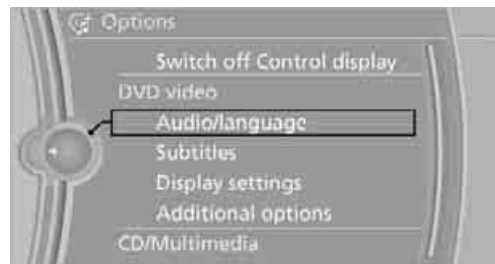 Options
Switch off Control display
DVD video
Audio/language
Subtitles
Display settings
Additional options
CD/Multimedia